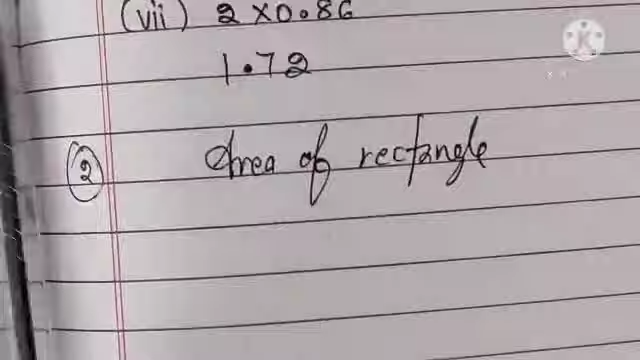 (vii) 2 × 0.86
1.72
② Area of rectangle